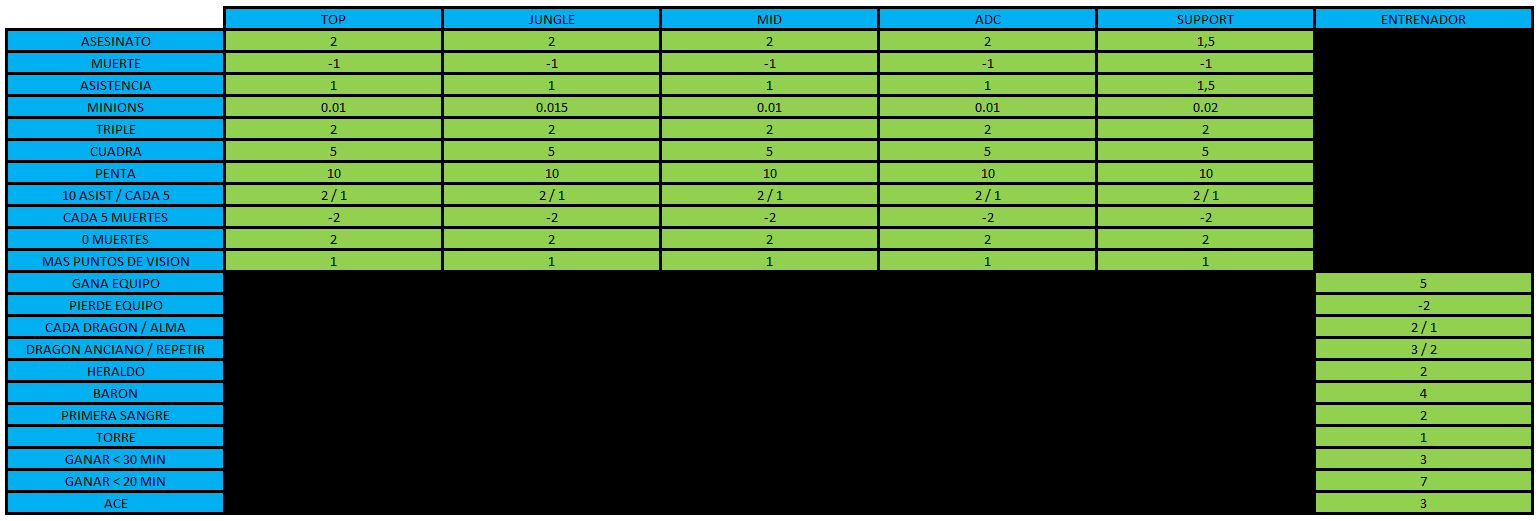 TOP JUNGLE MID ADC SUPPORT ENTRENADOR
ASESINATO 2 2 2 2 1,5
MUERTE -1 -1 -1 -1 -1
ASISTENCIA 1 1 1 1 1,5
MINIONS 0.01 0.015 0.01 0.01 0.02
TRIPLE 2 2 2 2 2
CUADRA 5 5 5 5 5
PENTA 10 10 10 10 10
10 ASIST / CADA 5 2 / 1 2 / 1 2 / 1 2 / 1 2 / 1
CADA 5 MUERTES -2 -2 -2 -2 -2
0 MUERTES 2 2 2 2 2
MAS PUNTOS DE VISION 1 1 1 1 1
GANA EQUIPO 5
PIERDE EQUIPO -2
CADA DRAGON / ALMA 2 / 1
DRAGON ANCIANO / REPETIR 3 / 2
HERALDO 2
BARON 4
PRIMERA SANGRE 2
TORRE 1
GANAR < 30 MIN 3
GANAR < 20 MIN 7
ACE 3